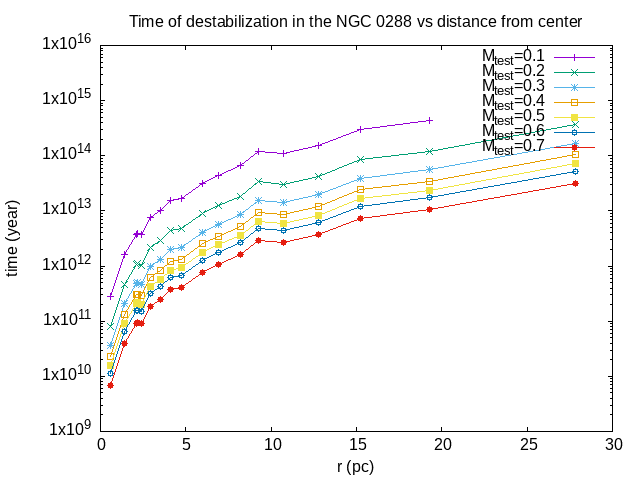 Time of destabilization in the NGC 0288 vs distance from center
1x10^16
1x10^15
1x10^14
1x10^13
1x10^12
1x10^11
1x10^10
1x10^9
time (year)
M_test=0.1
M_test=0.2
M_test=0.3
M_test=0.4
M_test=0.5
M_test=0.6
M_test=0.7
0 5 10 15 20 25 30
r (pc)